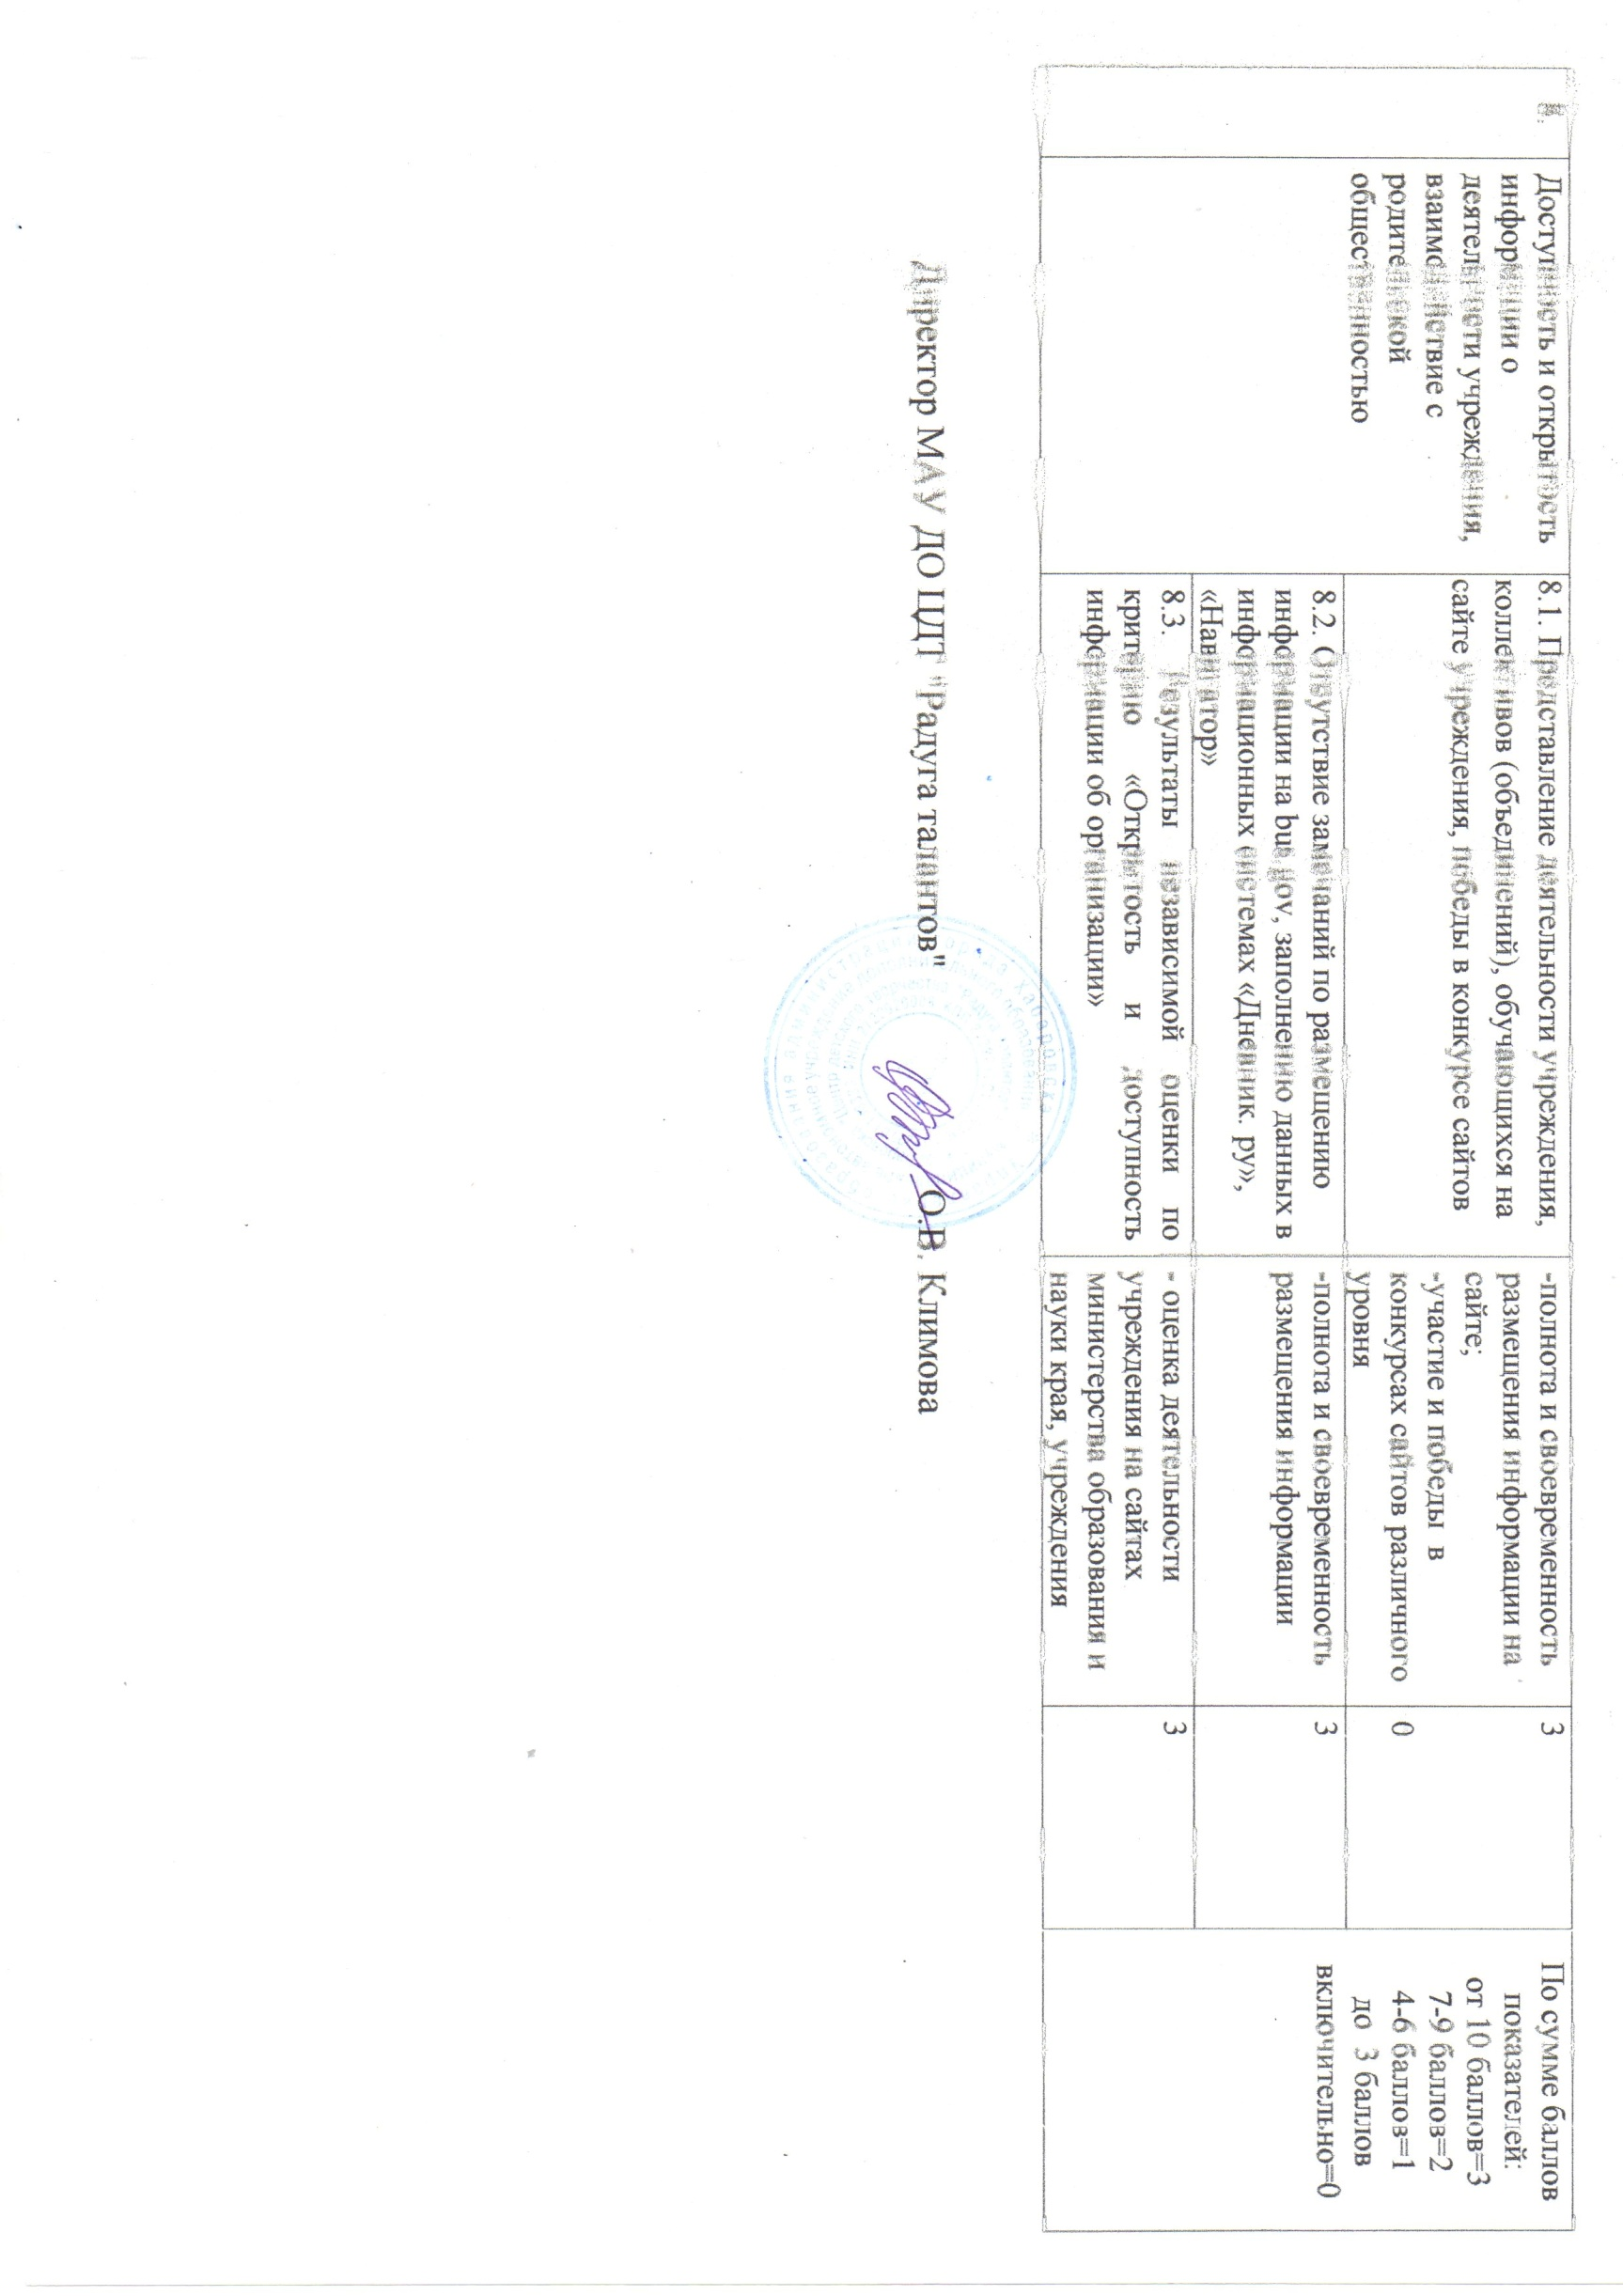 8.
Доступность и открытость
информации о
деятельности учреждения,
взаимодействие с
родительской
общественностью
8.1. Представление деятельности учреждения,
коллективов (объединений), обучающихся на
сайте учреждения, победы в конкурсе сайтов
-полнота и своевременность
размещения информации на
сайте;
-участие и победы в
конкурсах сайтов различного
уровня
3
0
По сумме баллов
показателей:
от 10 баллов=3
7-9 баллов=2
4-6 баллов=1
до 3 баллов
включительно=0
8.2. Отсутствие замечаний по размещению
информации на bus.gov, заполнению данных в
информационных системах «Дневник. ру»,
«Навигатор»
-полнота и своевременность
размещения информации
3
8.3. Результаты независимой оценки по
критерию «Открытость и доступность
информации об организации»
- оценка деятельности
учреждения на сайтах
министерства образования и
науки края, учреждения
3
Директор МАУ ДО ЦДТ "Радуга талантов" О.В. Климова